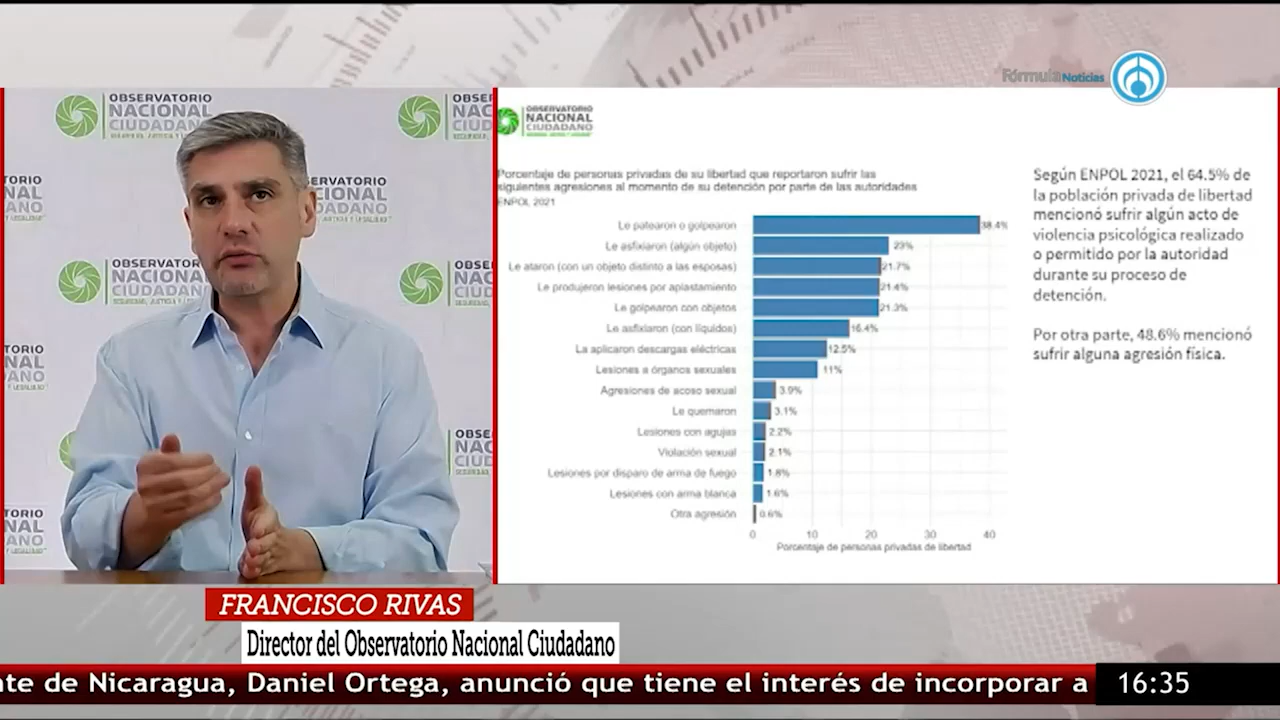 Fórmula Noticias
OBSERVATORIO
NACIONAL
CIUDADANO
OBSERVATORIO
NACIONAL
CIUDADANO
Porcentaje de personas privadas de su libertad que reportaron sufrir las
siguientes agresiones al momento de su detención por parte de las autoridades
ENPOL 2021
Le patearon o golpearon 38.4%
Le asfixiaron (algún objeto) 23%
Le ataron (con un objeto distinto a las esposas) 21.7%
Le produjeron lesiones por aplastamiento 21.4%
Le golpearon con objetos 21.3%
Le asfixiaron (con líquidos) 16.4%
La aplicaron descargas eléctricas 12.5%
Lesiones a órganos sexuales 11%
Agresiones de acoso sexual 3.9%
Le quemaron 3.1%
Lesiones con agujas 2.2%
Violación sexual 2.1%
Lesiones por disparo de arma de fuego 1.8%
Lesiones con arma blanca 1.6%
Otra agresión 0.6%
0 10 20 30 40
Porcentaje de personas privadas de libertad
Según ENPOL 2021, el 64.5% de
la población privada de libertad
mencionó sufrir algún acto de
violencia psicológica realizado
o permitido por la autoridad
durante su proceso de
detención.
Por otra parte, 48.6% mencionó
sufrir alguna agresión física.
FRANCISCO RIVAS
Director del Observatorio Nacional Ciudadano
nte de Nicaragua, Daniel Ortega, anunció que tiene el interés de incorporar a
16:35